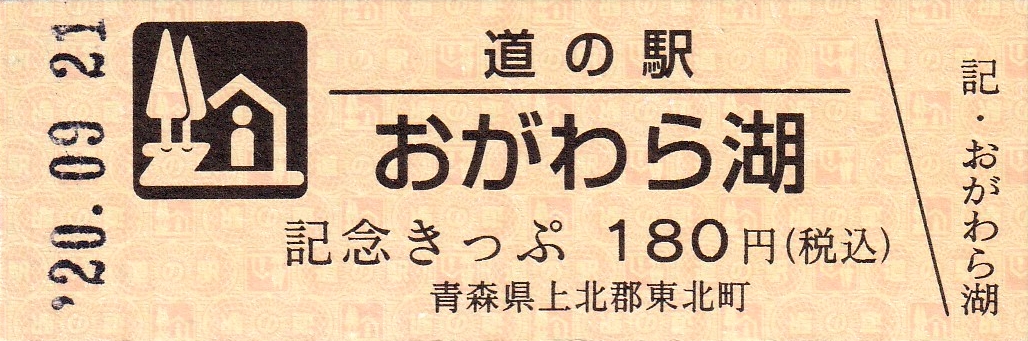 '20.09 21
道の駅
おがわら湖
記念きっぷ 180円(税込)
青森県上北郡東北町
記・おがわら湖